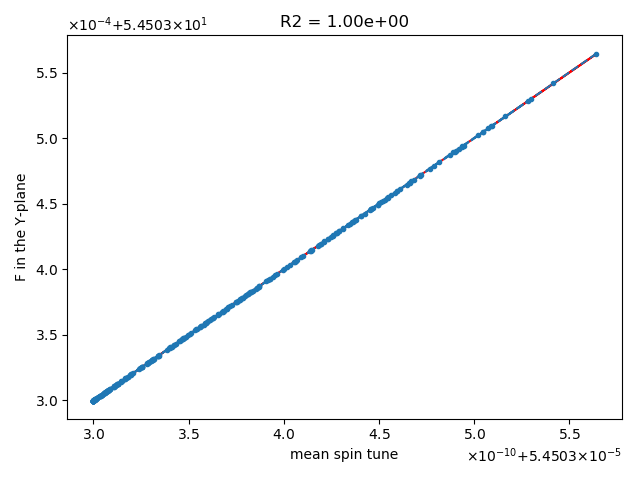 R2 = 1.00e+00
×10⁻⁴+5.4503×10¹
5.5
5.0
4.5
4.0
3.5
3.0
F in the Y-plane
3.0 3.5 4.0 4.5 5.0 5.5
mean spin tune
×10⁻¹⁰+5.4503×10⁻⁵